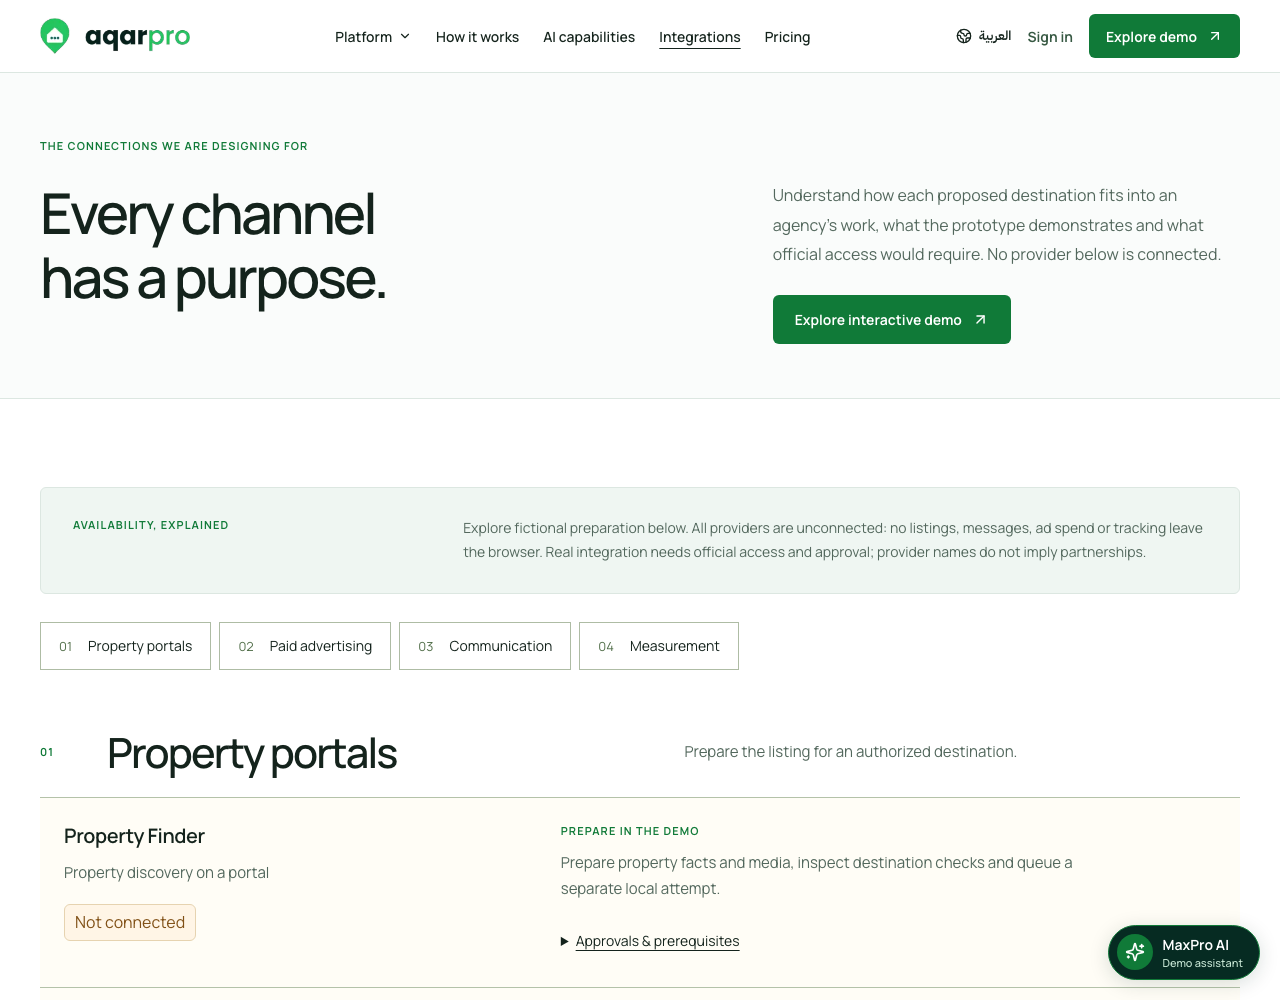 aqarpro
Platform
How it works
AI capabilities
Integrations
Pricing
العربية
Sign in
Explore demo
THE CONNECTIONS WE ARE DESIGNING FOR
Every channel
has a purpose.
Understand how each proposed destination fits into an
agency's work, what the prototype demonstrates and what
official access would require. No provider below is connected.
Explore interactive demo
AVAILABILITY, EXPLAINED
Explore fictional preparation below. All providers are unconnected: no listings, messages, ad spend or tracking leave
the browser. Real integration needs official access and approval; provider names do not imply partnerships.
01 Property portals
02 Paid advertising
03 Communication
04 Measurement
01
Property portals
Prepare the listing for an authorized destination.
Property Finder
Property discovery on a portal
Not connected
PREPARE IN THE DEMO
Prepare property facts and media, inspect destination checks and queue a
separate local attempt.
Approvals & prerequisites
MaxPro AI
Demo assistant